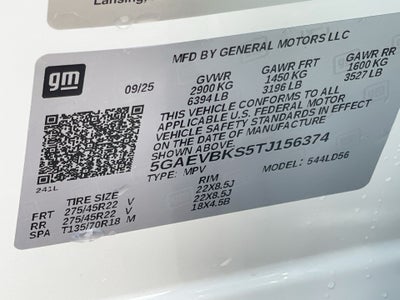 Lansing,
gm
MFD BY GENERAL MOTORS LLC
09/25
GVWR GAWR FRT GAWR RR
2900 KG 1450 KG 1600 KG
6394 LB 3196 LB 3527 LB
THIS VEHICLE CONFORMS TO ALL
APPLICABLE U.S. FEDERAL MOTOR
VEHICLE SAFETY STANDARDS IN EFFECT
ON THE DATE OF MANUFACTURE
SHOWN ABOVE.
5GAEVBKS5TJ156374
TYPE: MPV MODEL: 544LD56
241L
TIRE SIZE RIM
FRT 275/45R22 V 22X8.5J
RR 275/45R22 V 22X8.5J
SPA T135/70R18 M 18X4.5B